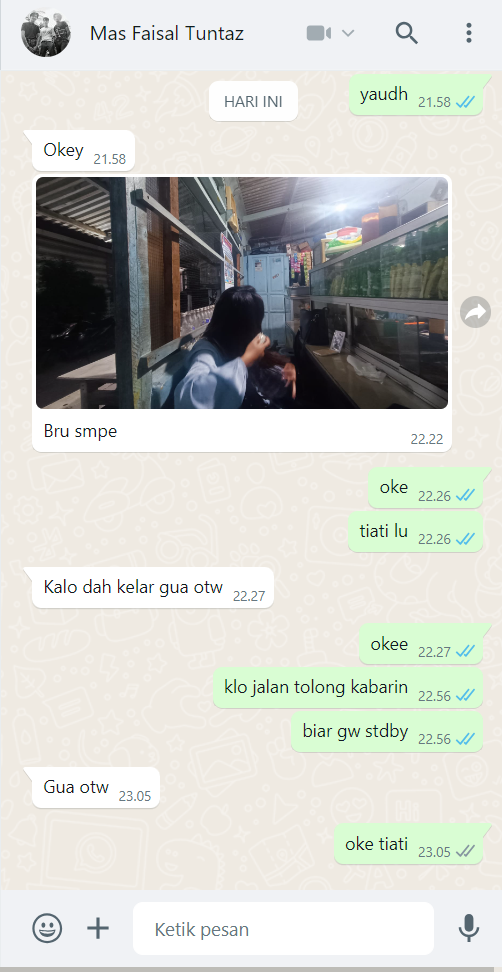 Mas Faisal Tuntaz
yaudh 21.58
HARI INI
Okey 21.58
Bru smpe 22.22
oke 22.26
tiati lu 22.26
Kalo dah kelar gua otw 22.27
okee 22.27
klo jalan tolong kabarin 22.56
biar gw stdby 22.56
Gua otw 23.05
oke tiati 23.05
Ketik pesan